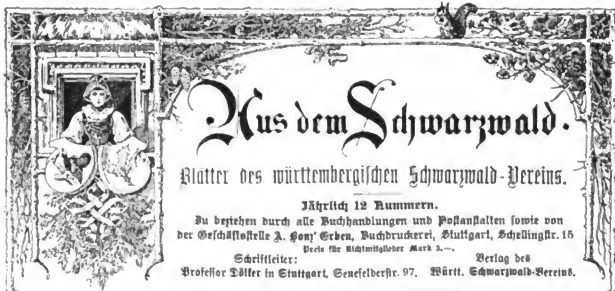 Aus dem Schwarzwald.
Blätter des württembergischen Schwarzwald-Vereins.
Jährlich 12 Nummern.
Zu beziehen durch alle Buchhandlungen und Postanstalten sowie von
der Geschäftsstelle A. Bonz' Erben, Buchdruckerei, Stuttgart, Schellingstr. 15
Preis für Nichtmitglieder Mark 3.—.
Schriftleiter: Verlag des
Professor Dölker in Stuttgart, Senefelderstr. 97. Württ. Schwarzwald-Vereins.